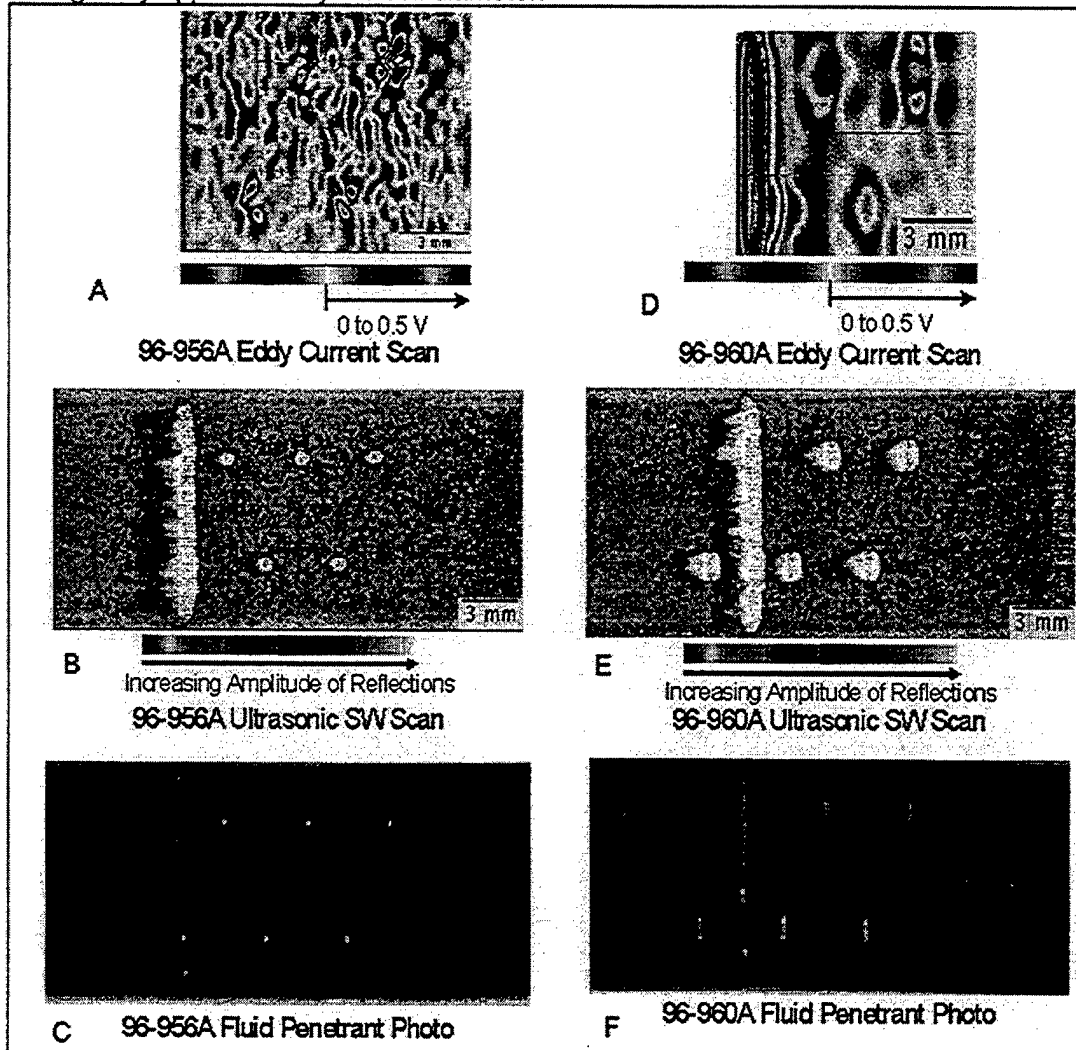 3 mm
3 mm
A
0 to 0.5 V
96-956A Eddy Current Scan
D
0 to 0.5 V
96-960A Eddy Current Scan
3 mm
3 mm
B
Increasing Amplitude of Reflections
96-956A Ultrasonic SW Scan
E
Increasing Amplitude of Reflections
96-960A Ultrasonic SW Scan
C
96-956A Fluid Penetrant Photo
F
96-960A Fluid Penetrant Photo